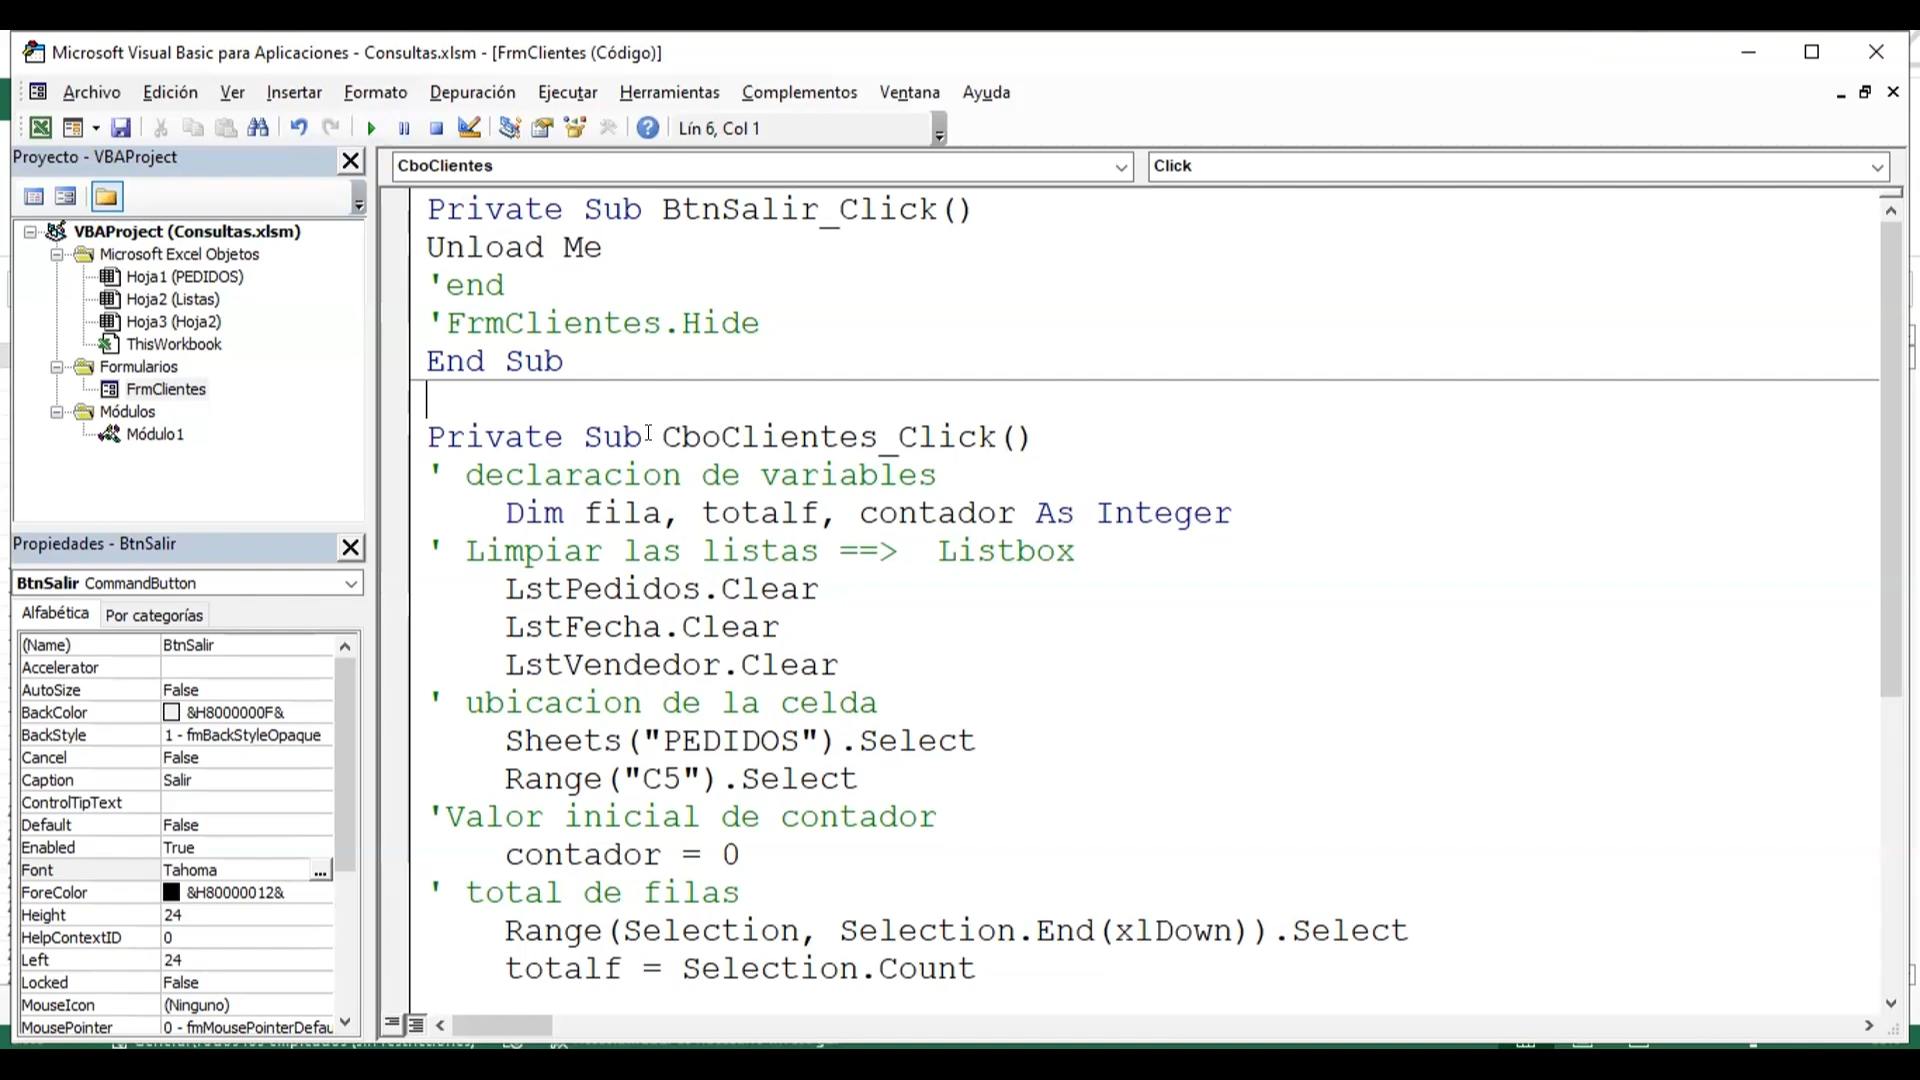 Microsoft Visual Basic para Aplicaciones - Consultas.xlsm - [FrmClientes (Código)]
Archivo Edición Ver Insertar Formato Depuración Ejecutar Herramientas Complementos Ventana Ayuda
Lín 6, Col 1
Proyecto - VBAProject
VBAProject (Consultas.xlsm)
Microsoft Excel Objetos
Hoja1 (PEDIDOS)
Hoja2 (Listas)
Hoja3 (Hoja2)
ThisWorkbook
Formularios
FrmClientes
Módulos
Módulo1
Propiedades - BtnSalir
BtnSalir CommandButton
Alfabética Por categorías
(Name) BtnSalir
Accelerator
AutoSize False
BackColor &H8000000F&
BackStyle 1 - fmBackStyleOpaque
Cancel False
Caption Salir
ControlTipText
Default False
Enabled True
Font Tahoma ...
ForeColor &H80000012&
Height 24
HelpContextID 0
Left 24
Locked False
MouseIcon (Ninguno)
MousePointer 0 - fmMousePointerDefau
CboClientes Click
Private Sub BtnSalir_Click()
Unload Me
'end
'FrmClientes.Hide
End Sub
Private Sub CboClientes_Click()
' declaracion de variables
Dim fila, totalf, contador As Integer
' Limpiar las listas ==> Listbox
LstPedidos.Clear
LstFecha.Clear
LstVendedor.Clear
' ubicacion de la celda
Sheets("PEDIDOS").Select
Range("C5").Select
'Valor inicial de contador
contador = 0
' total de filas
Range(Selection, Selection.End(xlDown)).Select
totalf = Selection.Count